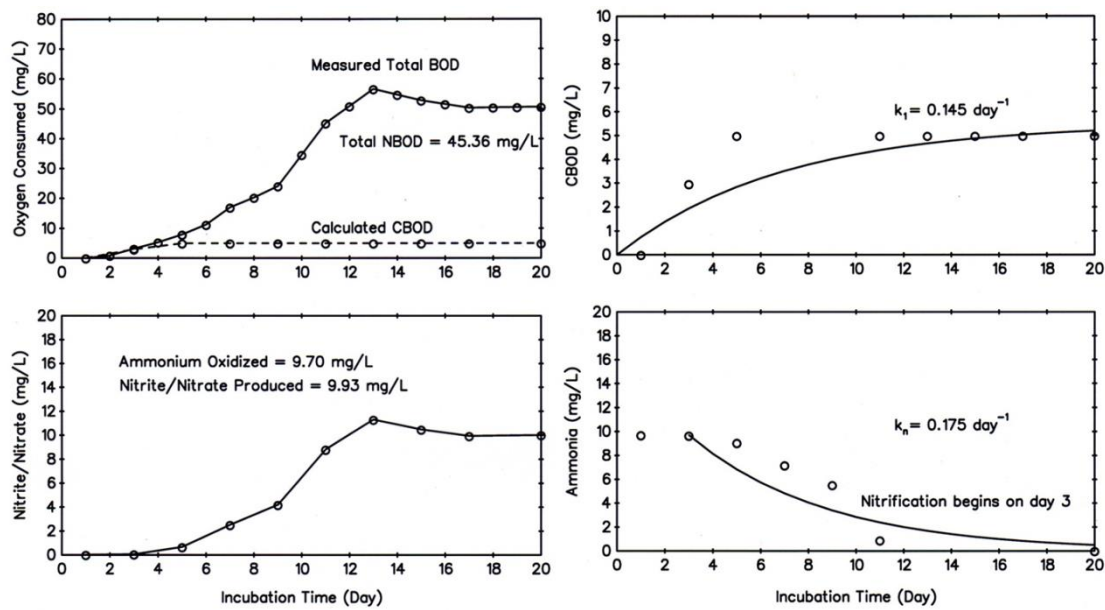 80
70
60
50
40
30
20
10
0
0 2 4 6 8 10 12 14 16 18 20
Oxygen Consumed (mg/L)
Measured Total BOD
Total NBOD = 45.36 mg/L
Calculated CBOD
10
9
8
7
6
5
4
3
2
1
0
0 2 4 6 8 10 12 14 16 18 20
CBOD (mg/L)
k₁= 0.145 day⁻¹
20
18
16
14
12
10
8
6
4
2
0
0 2 4 6 8 10 12 14 16 18 20
Nitrite/Nitrate (mg/L)
Ammonium Oxidized = 9.70 mg/L
Nitrite/Nitrate Produced = 9.93 mg/L
Incubation Time (Day)
20
18
16
14
12
10
8
6
4
2
0
0 2 4 6 8 10 12 14 16 18 20
Ammonia (mg/L)
kₙ= 0.175 day⁻¹
Nitrification begins on day 3
Incubation Time (Day)